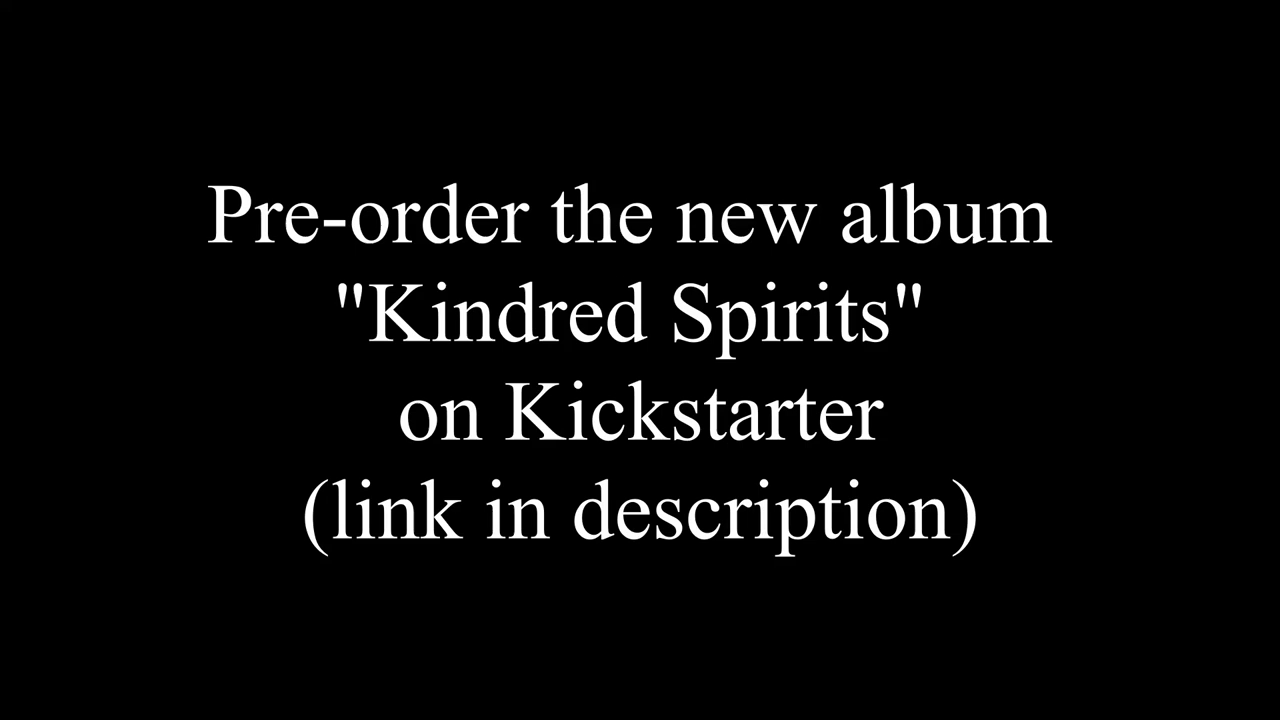 Pre-order the new album
"Kindred Spirits"
on Kickstarter
(link in description)